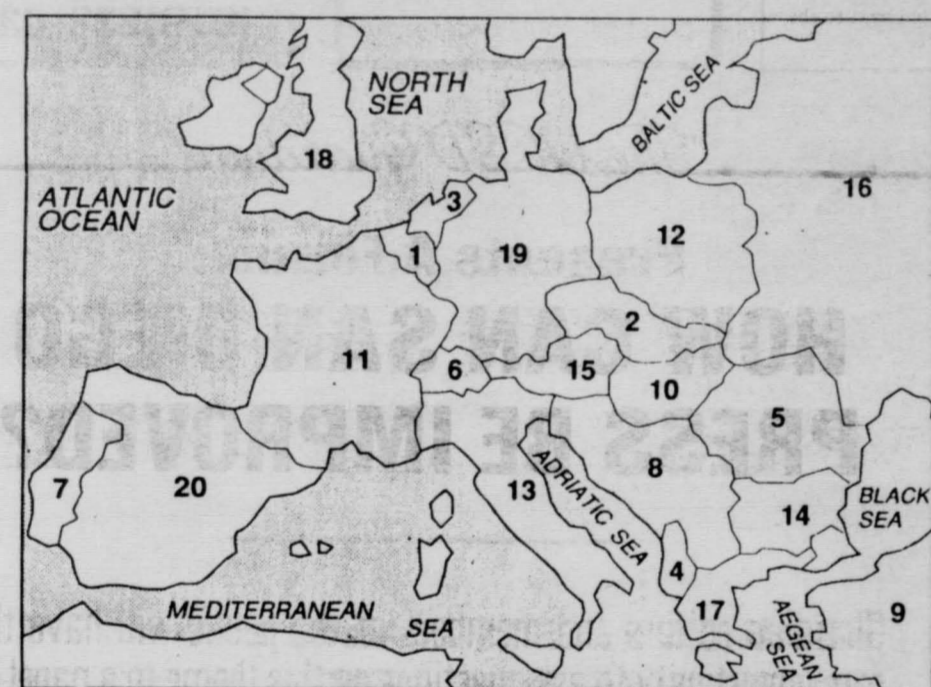 NORTH
SEA
BALTIC SEA
18
ATLANTIC
OCEAN
3
16
12
1
19
2
11
6
15
10
5
7
20
13
ADRIATIC SEA
8
14
BLACK
SEA
4
MEDITERRANEAN
SEA
17
AEGEAN
SEA
9